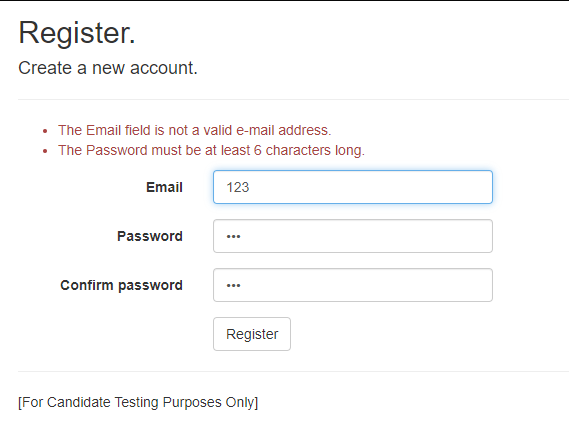 Register.
Create a new account.
The Email field is not a valid e-mail address.
The Password must be at least 6 characters long.
Email 123
Password •••
Confirm password •••
Register
[For Candidate Testing Purposes Only]